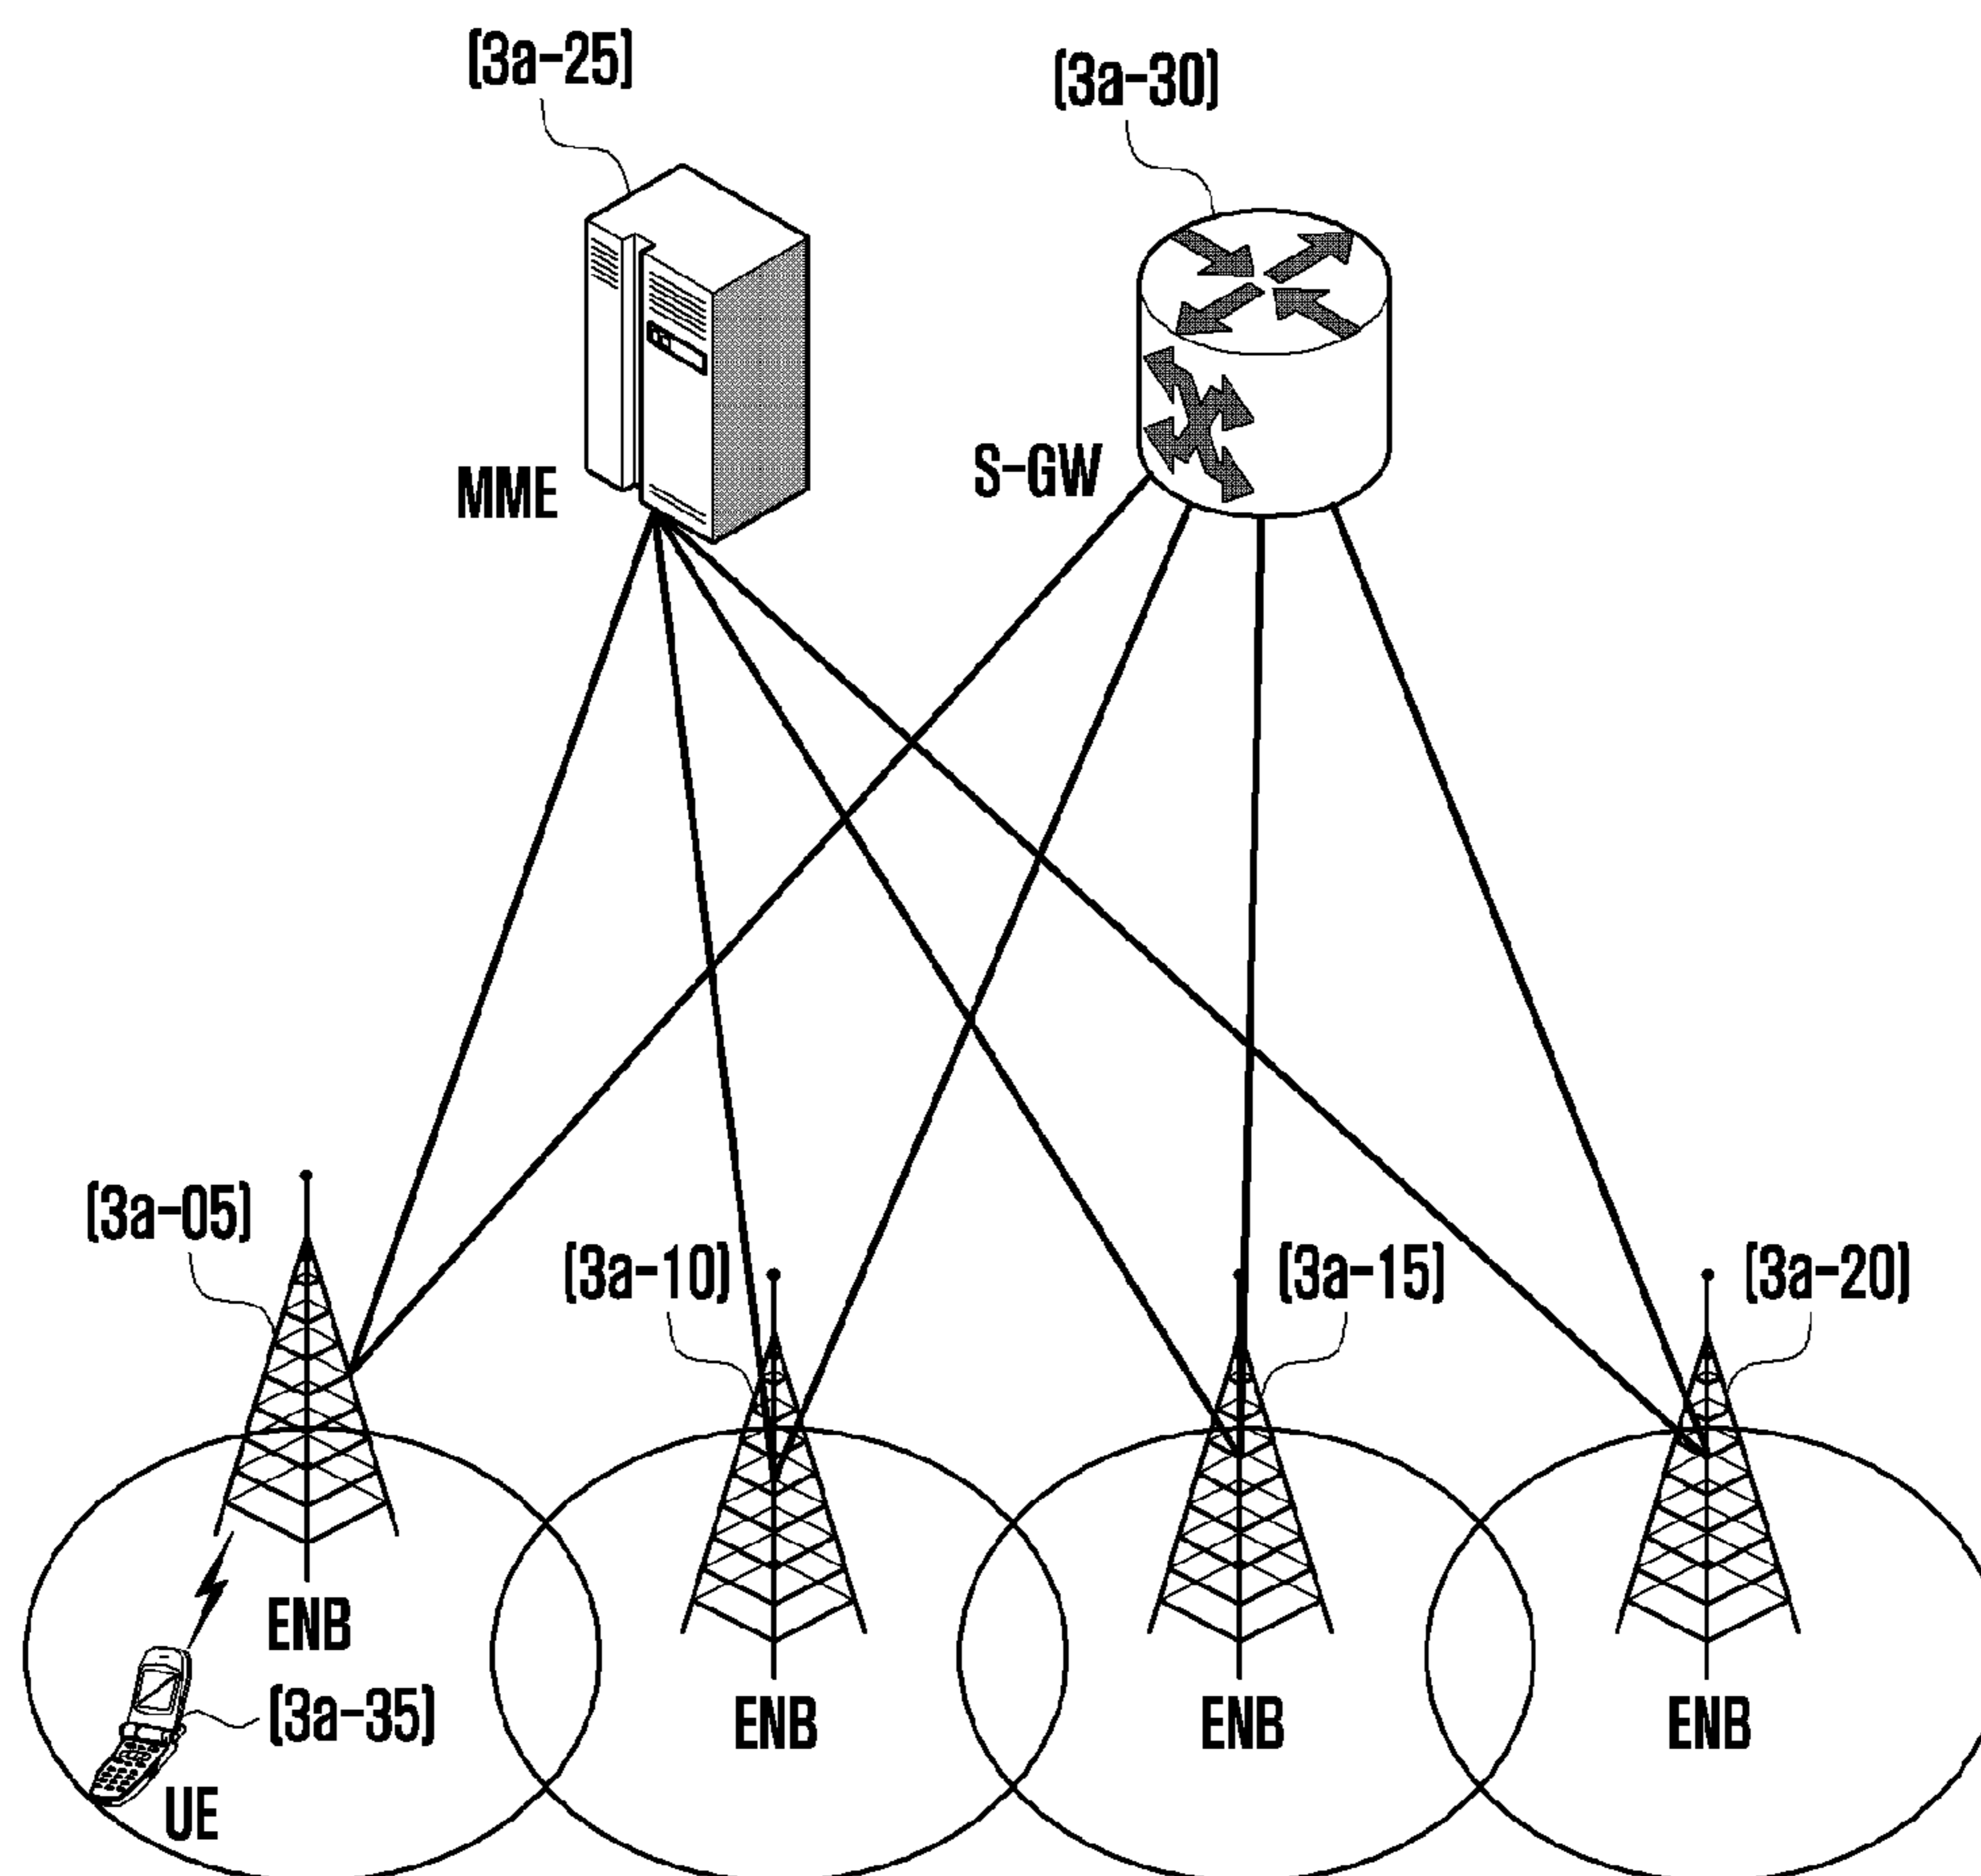 (3a-25)
(3a-30)
MME
S-GW
(3a-05)
(3a-10)
(3a-15)
(3a-20)
ENB
(3a-35)
ENB
ENB
ENB
UE